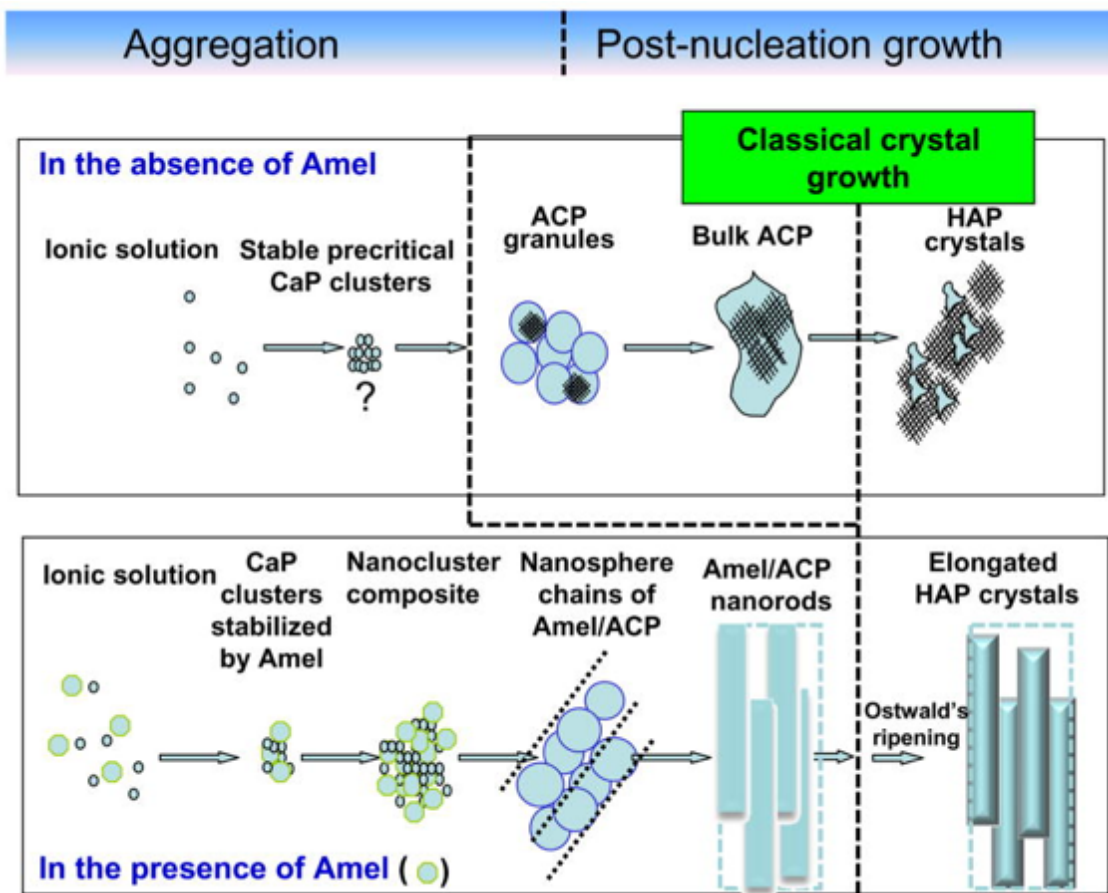 Aggregation
Post-nucleation growth
Classical crystal
growth
In the absence of Amel
Ionic solution
Stable precritical
CaP clusters
?
ACP
granules
Bulk ACP
HAP
crystals
Ionic solution
CaP
clusters
stabilized
by Amel
Nanocluster
composite
Nanosphere
chains of
Amel/ACP
Amel/ACP
nanorods
Ostwald's
ripening
Elongated
HAP crystals
In the presence of Amel ( )